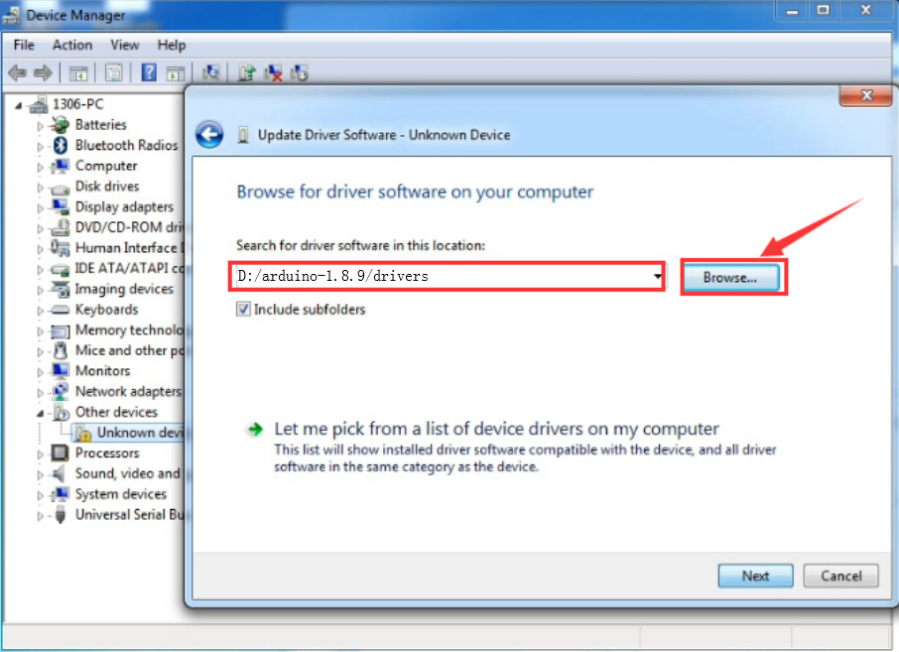 Device Manager
File Action View Help
1306-PC
Batteries
Bluetooth Radios
Computer
Disk drives
Display adapters
DVD/CD-ROM dri
Human Interface
IDE ATA/ATAPI co
Imaging devices
Keyboards
Memory technolo
Mice and other po
Monitors
Network adapters
Other devices
Unknown devi
Processors
Sound, video and
System devices
Universal Serial Bu
Update Driver Software - Unknown Device
Browse for driver software on your computer
Search for driver software in this location:
D:/arduino-1.8.9/drivers
Browse...
Include subfolders
Let me pick from a list of device drivers on my computer
This list will show installed driver software compatible with the device, and all driver
software in the same category as the device.
Next Cancel